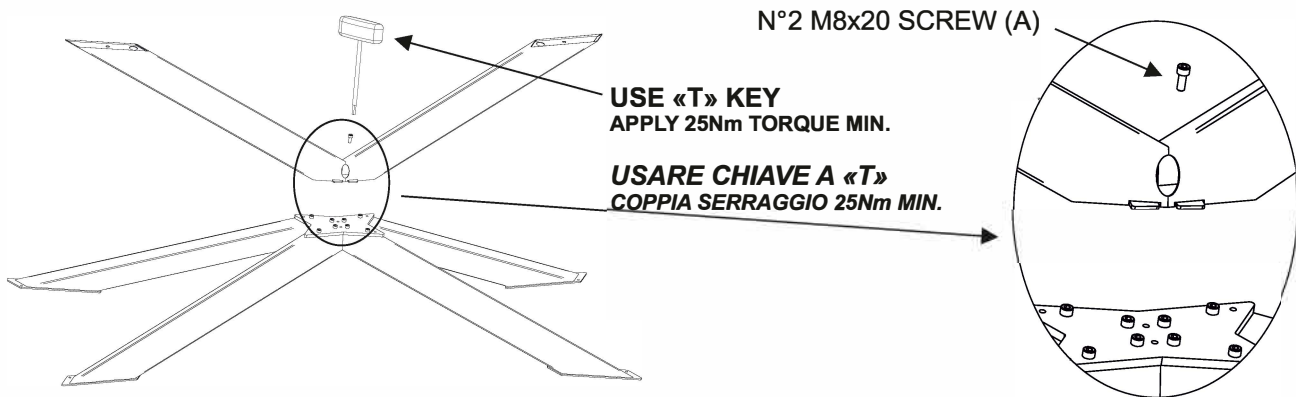 N°2 M8x20 SCREW (A)
USE «T» KEY
APPLY 25Nm TORQUE MIN.
USARE CHIAVE A «T»
COPPIA SERRAGGIO 25Nm MIN.